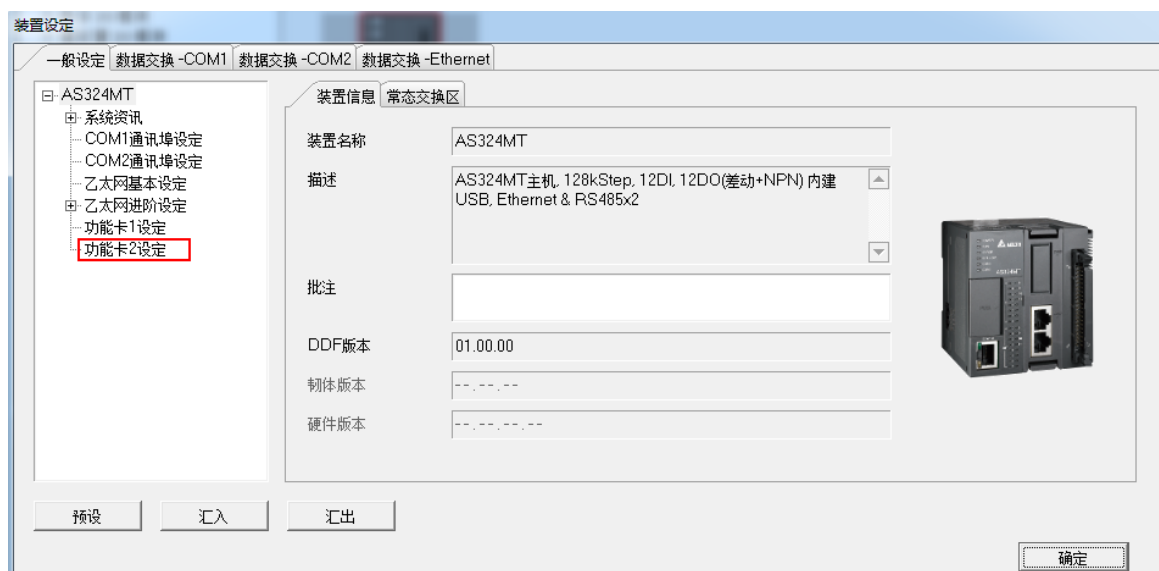 装置设定
一般设定 数据交换 -COM1 数据交换 -COM2 数据交换 -Ethernet
AS324MT
系统资讯
COM1通讯埠设定
COM2通讯埠设定
乙太网基本设定
乙太网进阶设定
功能卡1设定
功能卡2设定
装置信息 常态交换区
装置名称 AS324MT
描述 AS324MT主机, 128kStep, 12DI, 12DO(差动+NPN) 内建
USB, Ethernet & RS485x2
批注
DDF版本 01.00.00
韧体版本 --.--.--
硬件版本 --.--.--.--
预设 汇入 汇出
确定